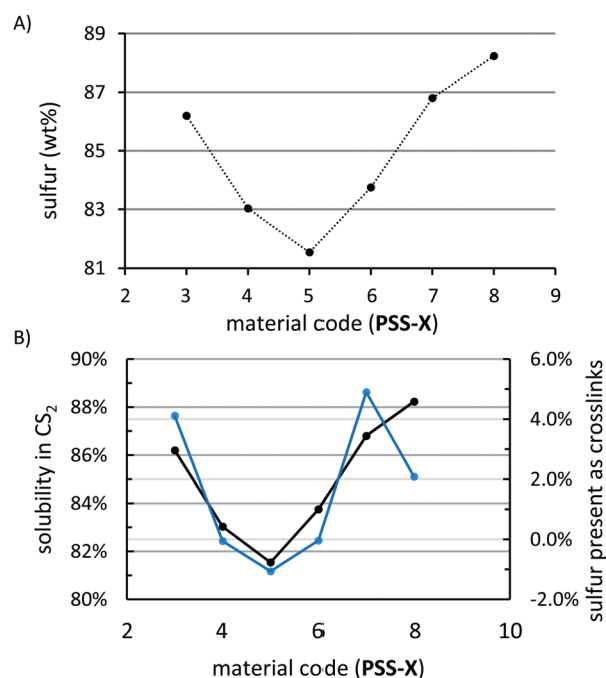 A)
89
87
85
83
81
sulfur (wt%)
2 3 4 5 6 7 8 9
material code (PSS-X)
B)
90%
88%
86%
84%
82%
80%
solubility in CS₂
6.0%
4.0%
2.0%
0.0%
-2.0%
sulfur present as crosslinks
2 4 6 8 10
material code (PSS-X)